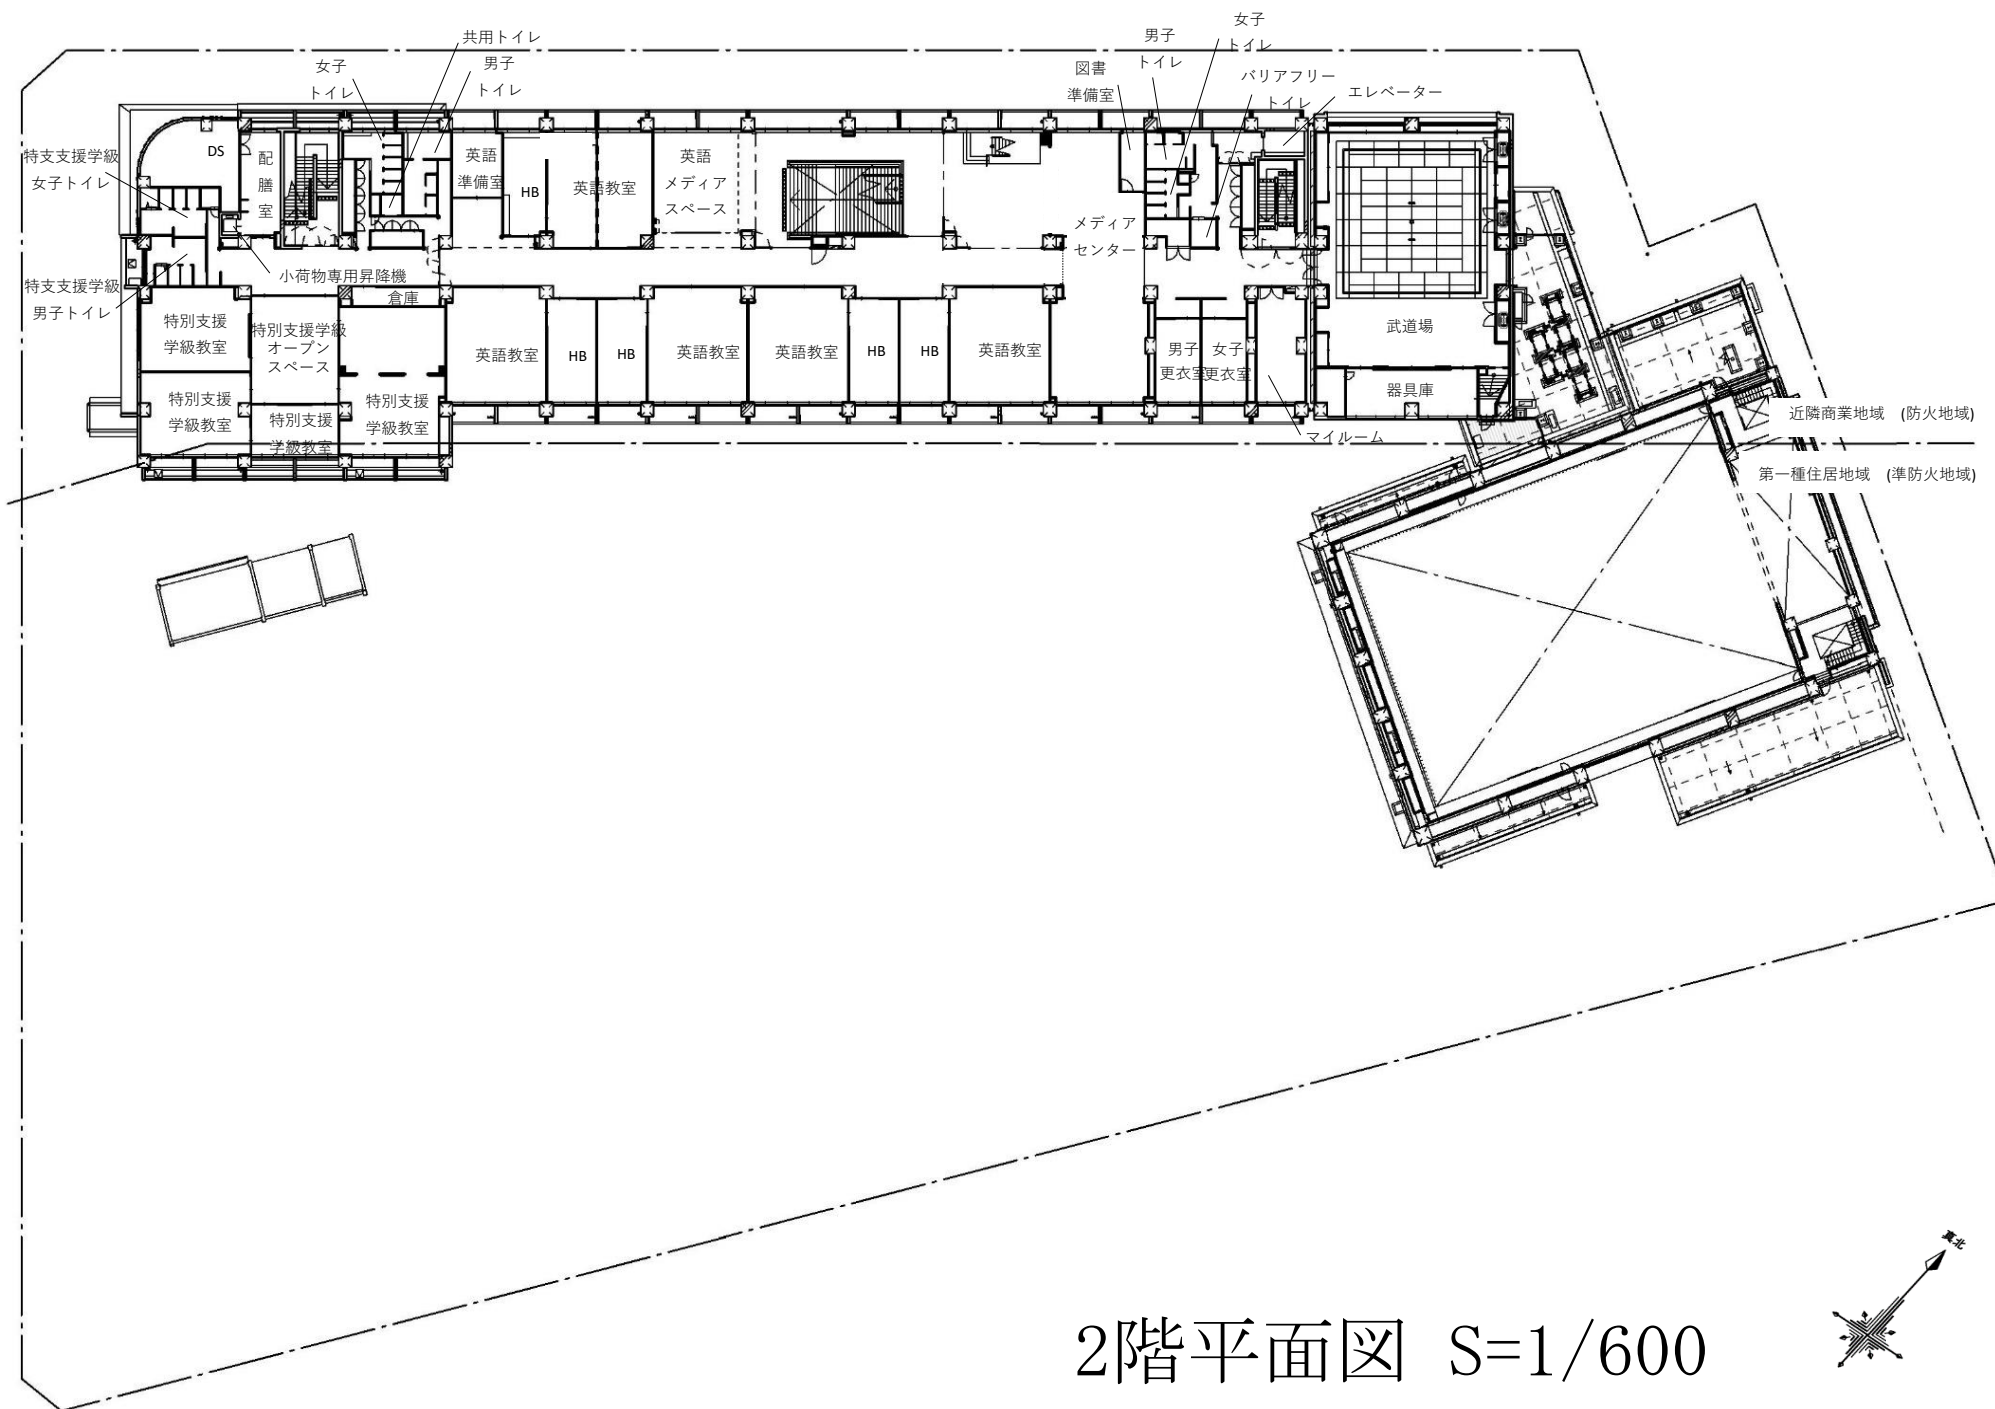 女子
トイレ
共用トイレ
男子
トイレ
男子
トイレ
女子
トイレ
図書
準備室
バリアフリー
トイレ
エレベーター
特支支援学級
女子トイレ
DS
配
膳
室
英語
準備室
HB
英語教室
英語
メディア
スペース
メディア
センター
特支支援学級
男子トイレ
小荷物専用昇降機
倉庫
特別支援
学級教室
特別支援学級
オープン
スペース
英語教室
HB
HB
英語教室
英語教室
HB
HB
英語教室
男子
更衣室
女子
更衣室
武道場
器具庫
特別支援
学級教室
特別支援
学級教室
特別支援
学級教室
マイルーム
近隣商業地域 (防火地域)
第一種住居地域 (準防火地域)
M
M
真北
2階平面図 S=1/600